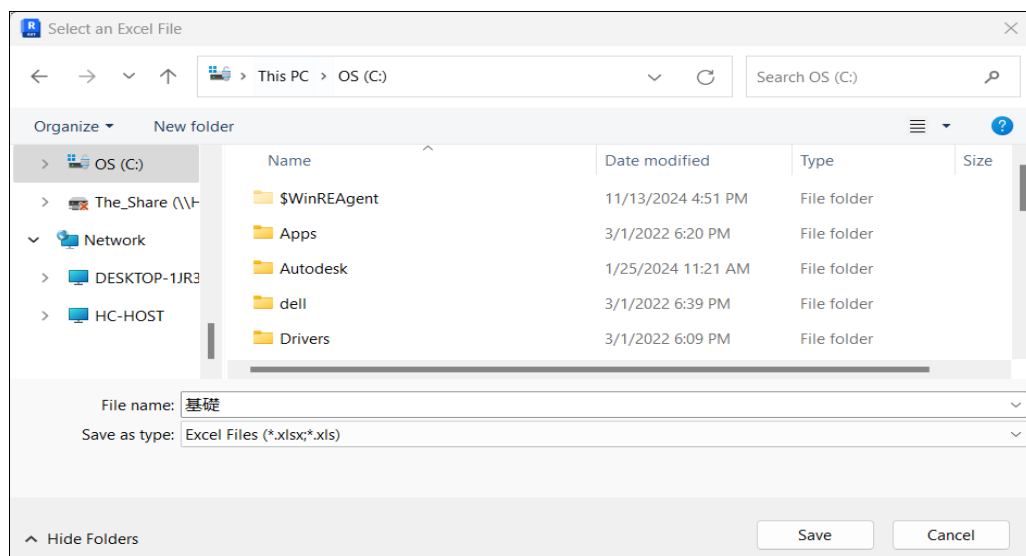 Select an Excel File
This PC > OS (C:)
Search OS (C:)
Organize
New folder
Name Date modified Type Size
OS (C:)
The_Share (\\H
Network
DESKTOP-1JR3
HC-HOST
$WinREAgent 11/13/2024 4:51 PM File folder
Apps 3/1/2022 6:20 PM File folder
Autodesk 1/25/2024 11:21 AM File folder
dell 3/1/2022 6:39 PM File folder
Drivers 3/1/2022 6:09 PM File folder
File name: 基礎
Save as type: Excel Files (*.xlsx;*.xls)
Hide Folders
Save
Cancel